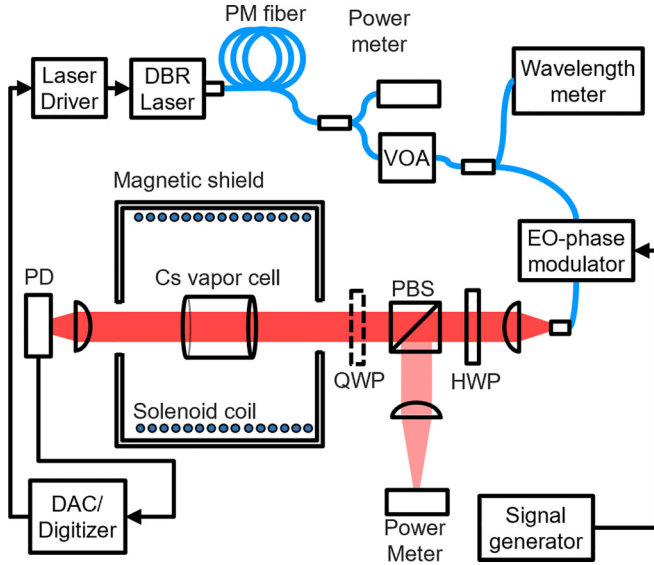 PM fiber
Power
meter
Laser
Driver
DBR
Laser
Wavelength
meter
VOA
Magnetic shield
EO-phase
modulator
PD
Cs vapor cell
PBS
QWP
HWP
Solenoid coil
DAC/
Digitizer
Power
Meter
Signal
generator